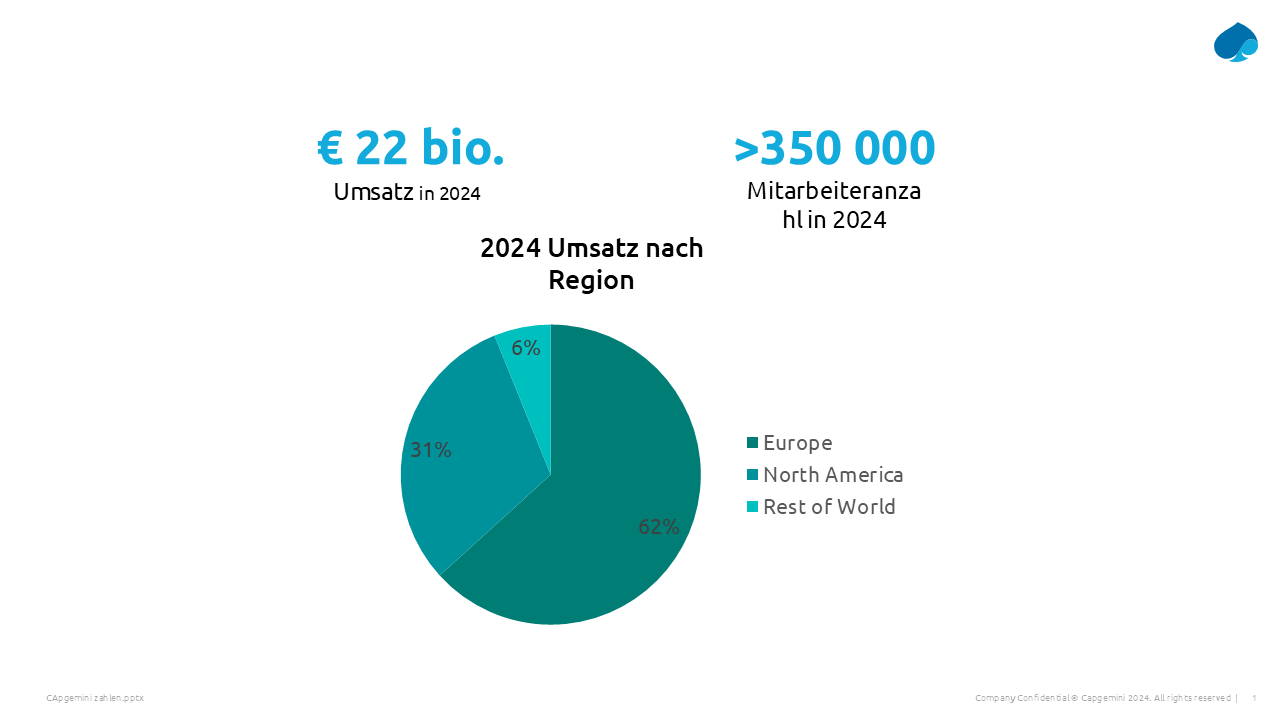 € 22 bio.
Umsatz in 2024
>350 000
Mitarbeiteranza
hl in 2024
2024 Umsatz nach
Region
6%
31%
62%
Europe
North America
Rest of World
CApgemini zahlen.pptx
Company Confidential © Capgemini 2024. All rights reserved | 1